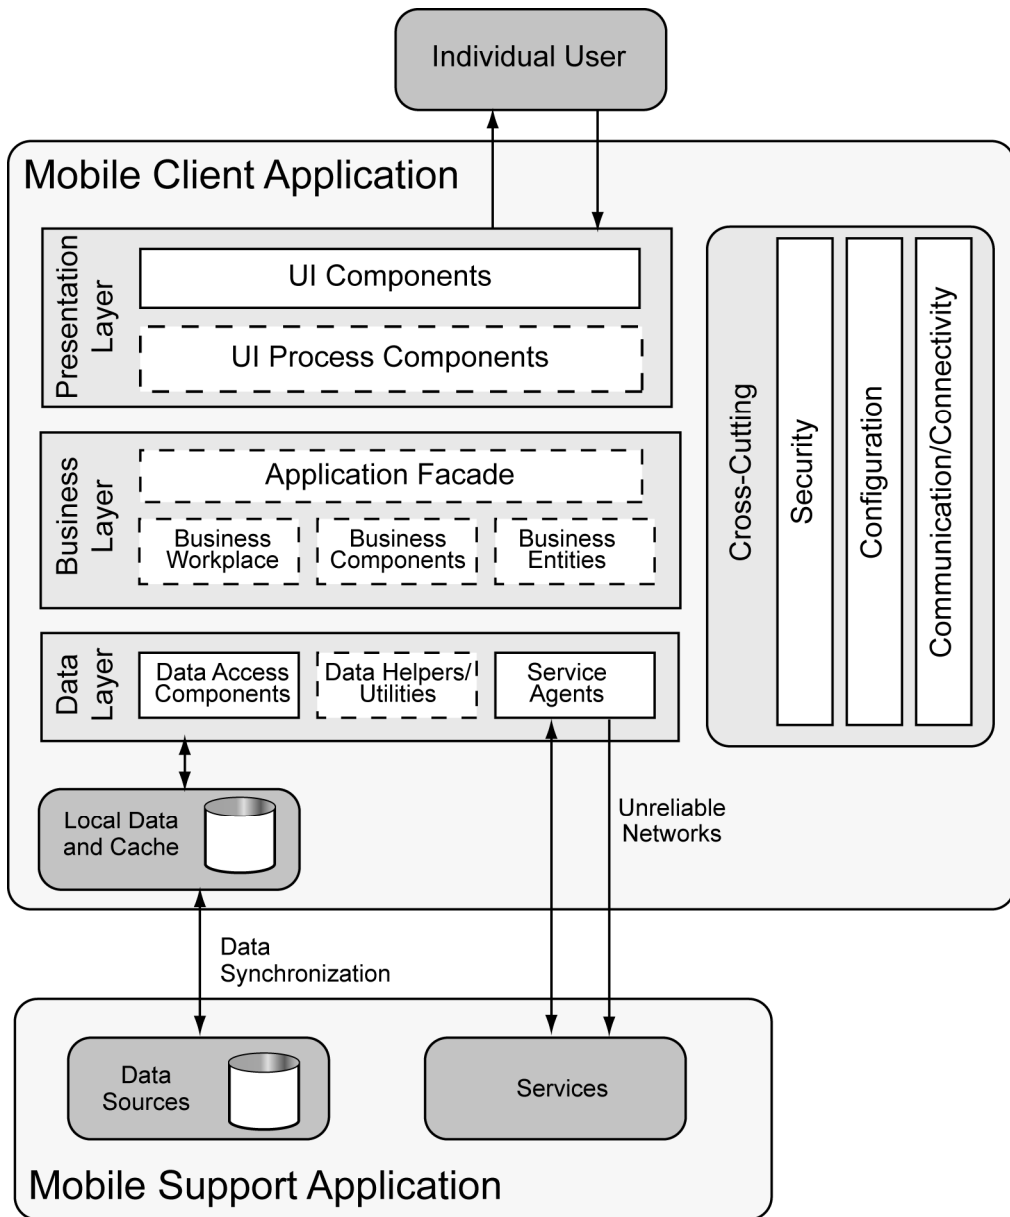 Individual User
Mobile Client Application
Presentation
Layer
UI Components
UI Process Components
Business
Layer
Application Facade
Business
Workplace
Business
Components
Business
Entities
Data
Layer
Data Access
Components
Data Helpers/
Utilities
Service
Agents
Cross-Cutting
Security
Configuration
Communication/Connectivity
Local Data
and Cache
Unreliable
Networks
Data
Synchronization
Data
Sources
Services
Mobile Support Application